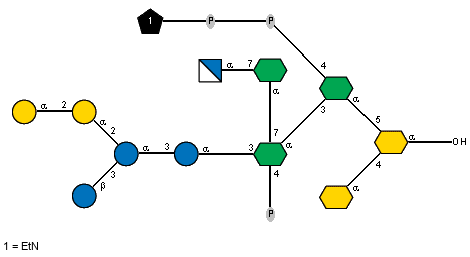 1 P P
4
α 7
α α
3 5
α 2 α
2 7
α OH
α 3 α 3 α
4
3 4
β α
P
1 = EtN